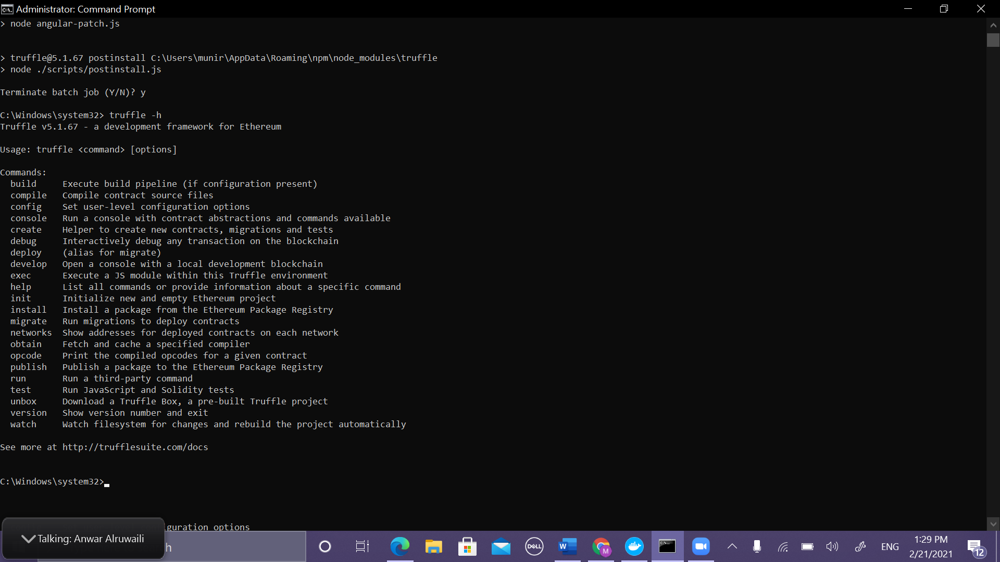 Administrator: Command Prompt
> node angular-patch.js
> truffle@5.1.67 postinstall C:\Users\munir\AppData\Roaming\npm\node_modules\truffle
> node ./scripts/postinstall.js
Terminate batch job (Y/N)? y
C:\Windows\system32> truffle -h
Truffle v5.1.67 - a development framework for Ethereum
Usage: truffle <command> [options]
Commands:
build     Execute build pipeline (if configuration present)
compile   Compile contract source files
config    Set user-level configuration options
console   Run a console with contract abstractions and commands available
create    Helper to create new contracts, migrations and tests
debug     Interactively debug any transaction on the blockchain
deploy    (alias for migrate)
develop   Open a console with a local development blockchain
exec      Execute a JS module within this Truffle environment
help      List all commands or provide information about a specific command
init      Initialize new and empty Ethereum project
install   Install a package from the Ethereum Package Registry
migrate   Run migrations to deploy contracts
networks  Show addresses for deployed contracts on each network
obtain    Fetch and cache a specified compiler
opcode    Print the compiled opcodes for a given contract
publish   Publish a package to the Ethereum Package Registry
run       Run a third-party command
test      Run JavaScript and Solidity tests
unbox     Download a Truffle Box, a pre-built Truffle project
version   Show version number and exit
watch     Watch filesystem for changes and rebuild the project automatically
See more at http://trufflesuite.com/docs
C:\Windows\system32>
guration options
Talking: Anwar Alruwaili
h
DELL
W
M
ENG
1:29 PM
2/21/2021
12